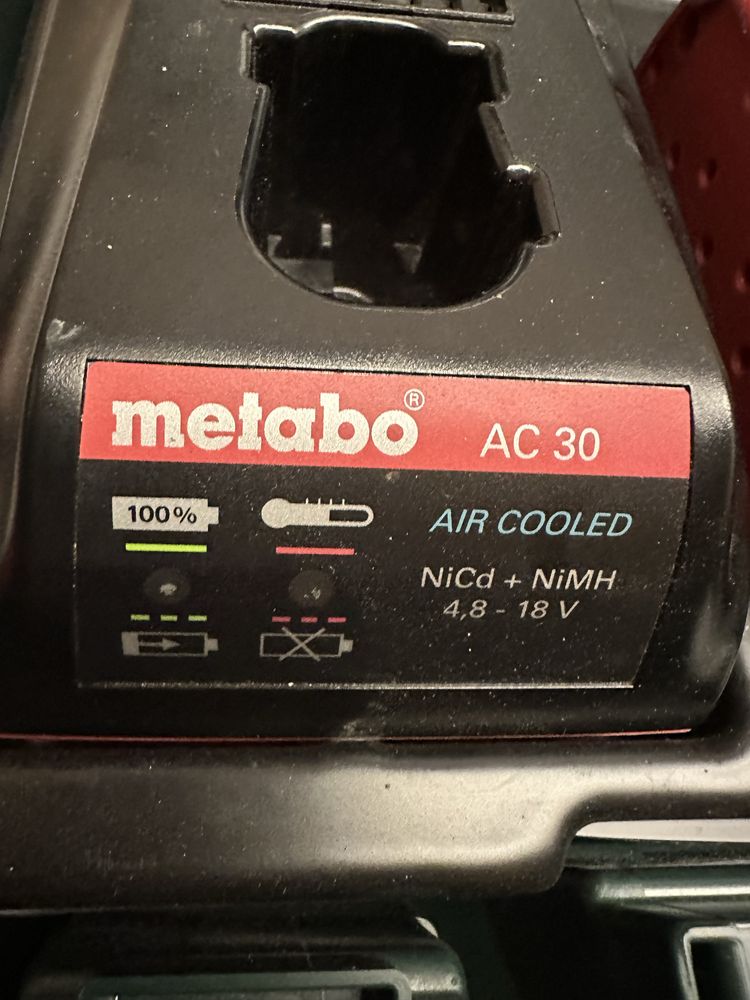 metabo®
AC 30
100%
AIR COOLED
NiCd + NiMH
4,8 - 18 V